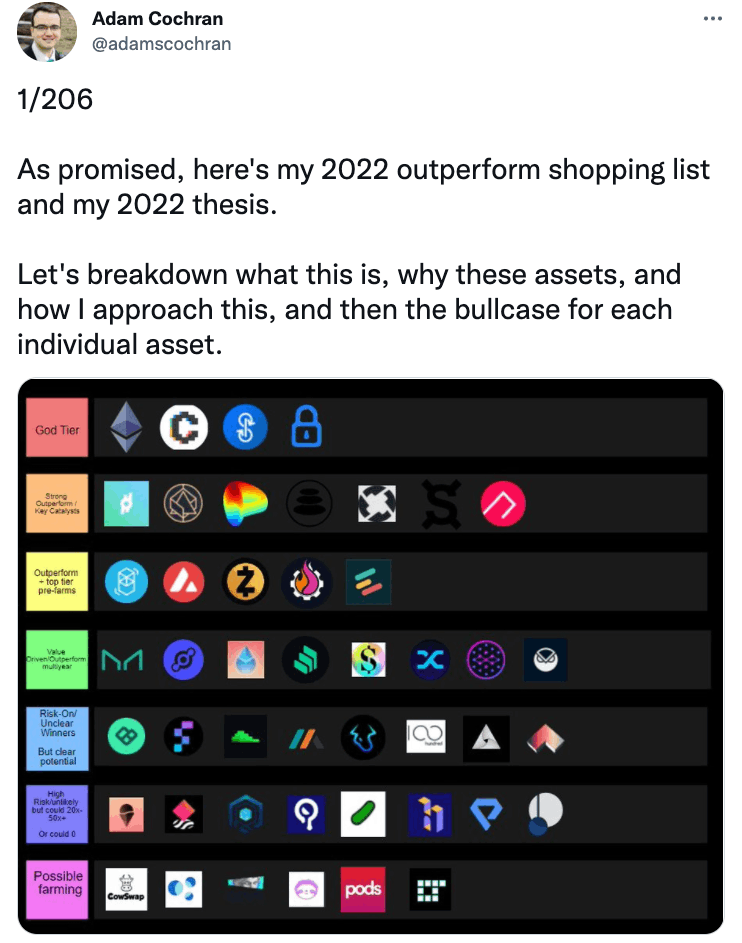 Adam Cochran
@adamscochran
1/206
As promised, here's my 2022 outperform shopping list
and my 2022 thesis.
Let's breakdown what this is, why these assets, and
how I approach this, and then the bullcase for each
individual asset.
God Tier
Strong
Outperform /
Key Catalysts
Outperform
+ top tier
pre-farms
Value
Driven/Outperform
multiyear
Risk-On/
Unclear
Winners
But clear
potential
100
hundred
High
Risk/unlikely
but could 20x-
50x+
Or could 0
Possible
farming
CowSwap
pods